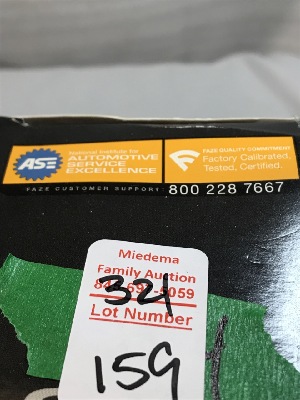 ASE
National Institute for
AUTOMOTIVE
SERVICE
EXCELLENCE
FAZE QUALITY COMMITMENT
Factory Calibrated.
Tested, Certified.
FAZE CUSTOMER SUPPORT: 800 228 7667
Miedema
Family Auction
321
Lot Number
159